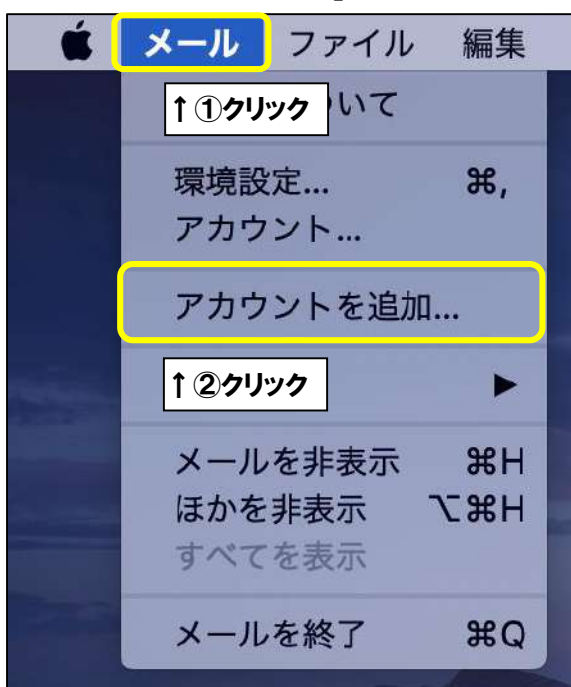 メール ファイル 編集
↑①クリック いて
環境設定... ⌘,
アカウント...
アカウントを追加...
↑②クリック ▶
メールを非表示 ⌘H
ほかを非表示 ⌥⌘H
すべてを表示
メールを終了 ⌘Q